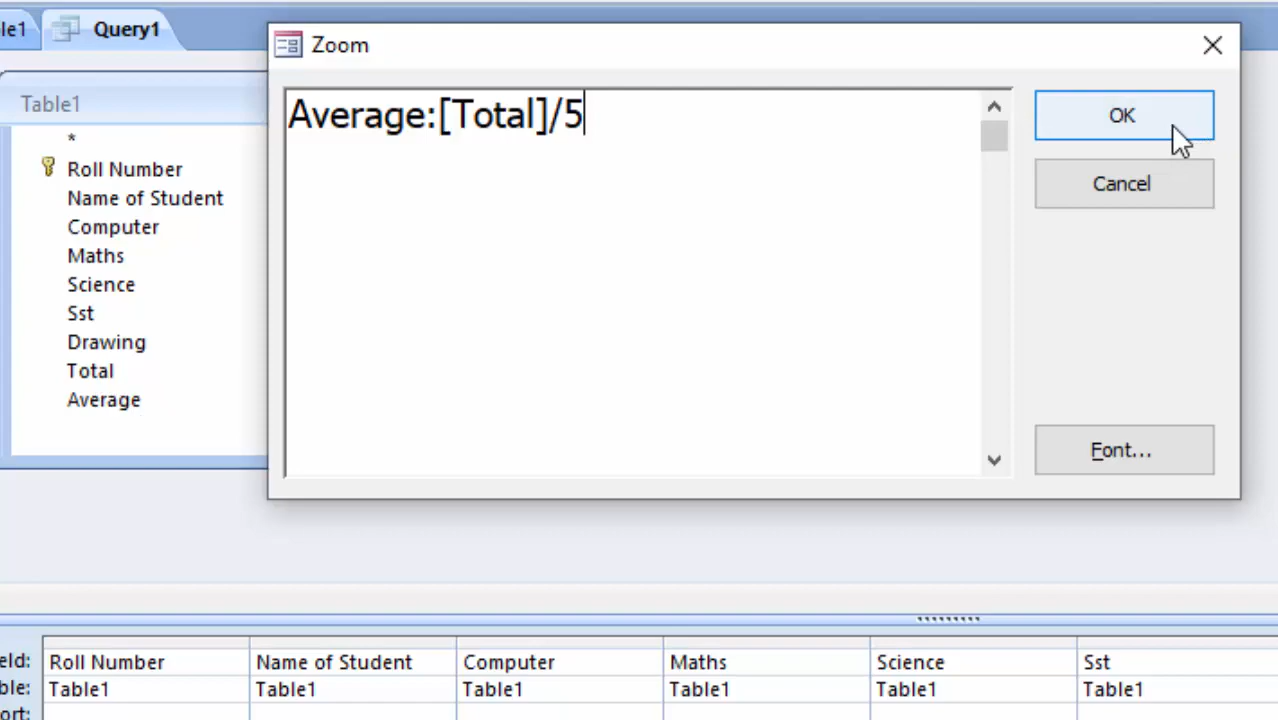 le1
Query1
Zoom
Table1
*
Roll Number
Name of Student
Computer
Maths
Science
Sst
Drawing
Total
Average
Average:[Total]/5
OK
Cancel
Font...
eld: Roll Number Name of Student Computer Maths Science Sst
ble: Table1 Table1 Table1 Table1 Table1 Table1
ort: